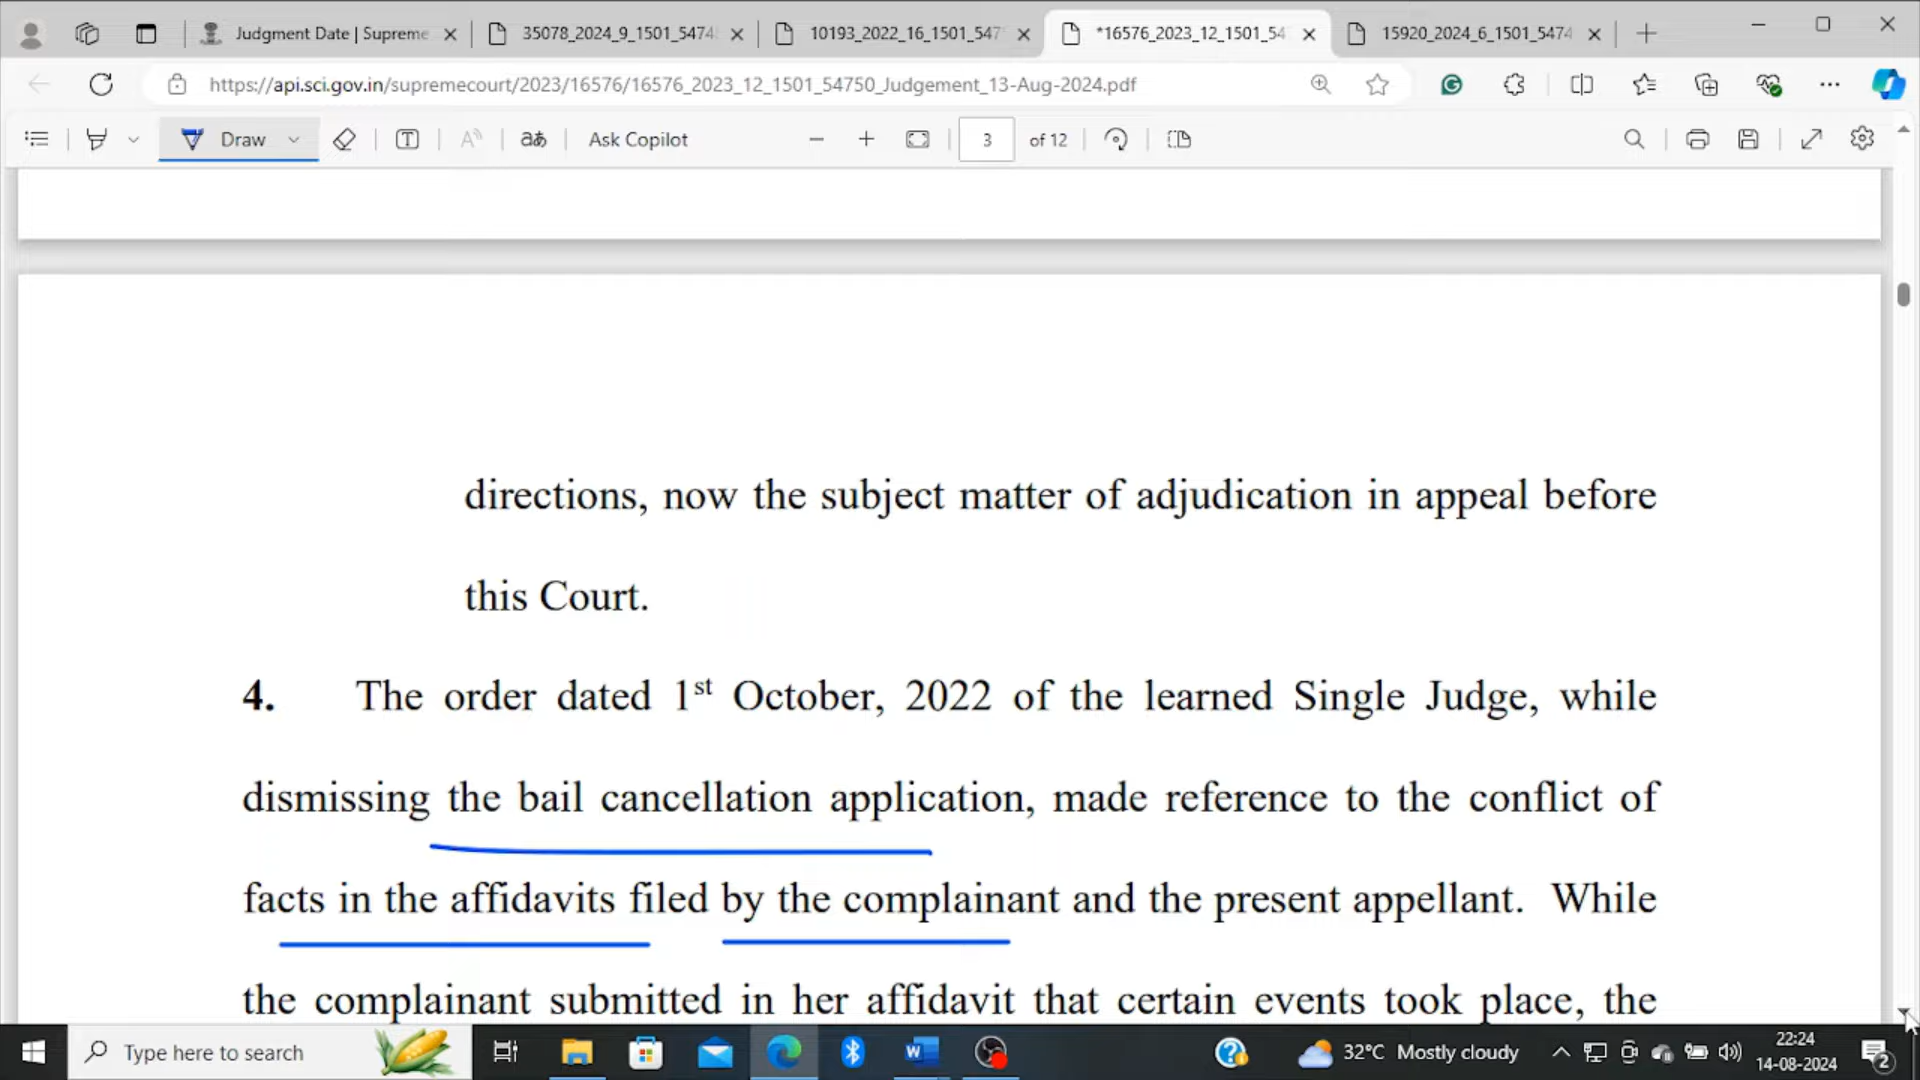 Judgment Date | Supreme
35078_2024_9_1501_5474
10193_2022_16_1501_547
*16576_2023_12_1501_54
15920_2024_6_1501_5474
https://api.sci.gov.in/supremecourt/2023/16576/16576_2023_12_1501_54750_Judgement_13-Aug-2024.pdf
Draw
Ask Copilot
3 of 12
directions, now the subject matter of adjudication in appeal before
this Court.
4. The order dated 1st October, 2022 of the learned Single Judge, while
dismissing the bail cancellation application, made reference to the conflict of
facts in the affidavits filed by the complainant and the present appellant. While
the complainant submitted in her affidavit that certain events took place, the
Type here to search
32°C Mostly cloudy
22:24
14-08-2024
2